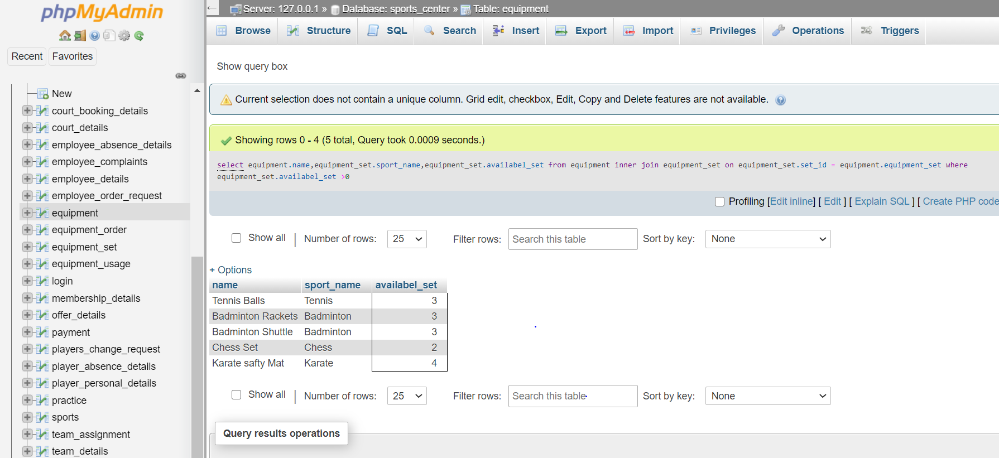 phpMyAdmin
Recent
Favorites
New
court_booking_details
court_details
employee_absence_details
employee_complaints
employee_details
employee_order_request
equipment
equipment_order
equipment_set
equipment_usage
login
membership_details
offer_details
payment
players_change_request
player_absence_details
player_personal_details
practice
sports
team_assignment
team_details
Server: 127.0.0.1 » Database: sports_center » Table: equipment
Browse Structure SQL Search Insert Export Import Privileges Operations Triggers
Show query box
Current selection does not contain a unique column. Grid edit, checkbox, Edit, Copy and Delete features are not available.
Showing rows 0 - 4 (5 total, Query took 0.0009 seconds.)
select equipment.name,equipment_set.sport_name,equipment_set.availabel_set from equipment inner join equipment_set on equipment_set.set_id = equipment.equipment_set where
equipment_set.availabel_set >0
Profiling [Edit inline] [ Edit ] [ Explain SQL ] [ Create PHP code
Show all | Number of rows: 25 Filter rows: Search this table Sort by key: None
+ Options
name sport_name availabel_set
Tennis Balls Tennis 3
Badminton Rackets Badminton 3
Badminton Shuttle Badminton 3
Chess Set Chess 2
Karate safty Mat Karate 4
Show all | Number of rows: 25 Filter rows: Search this table Sort by key: None
Query results operations